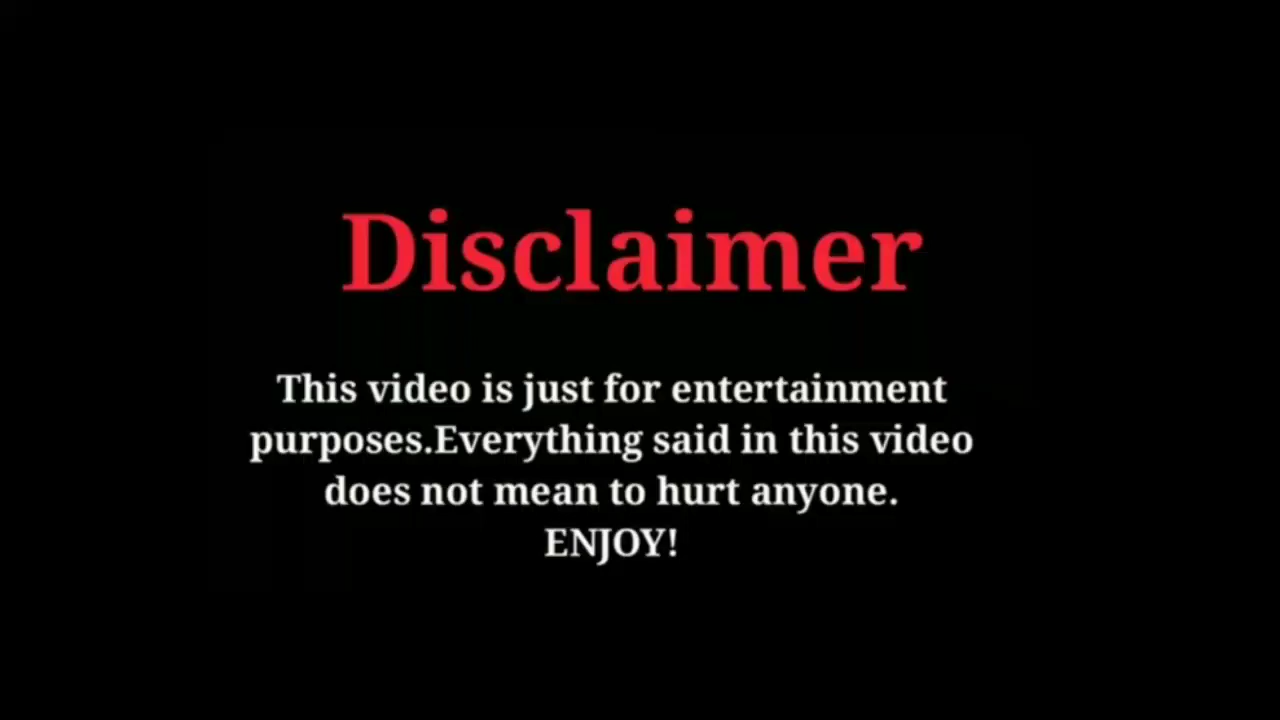 Disclaimer
This video is just for entertainment
purposes.Everything said in this video
does not mean to hurt anyone.
ENJOY!